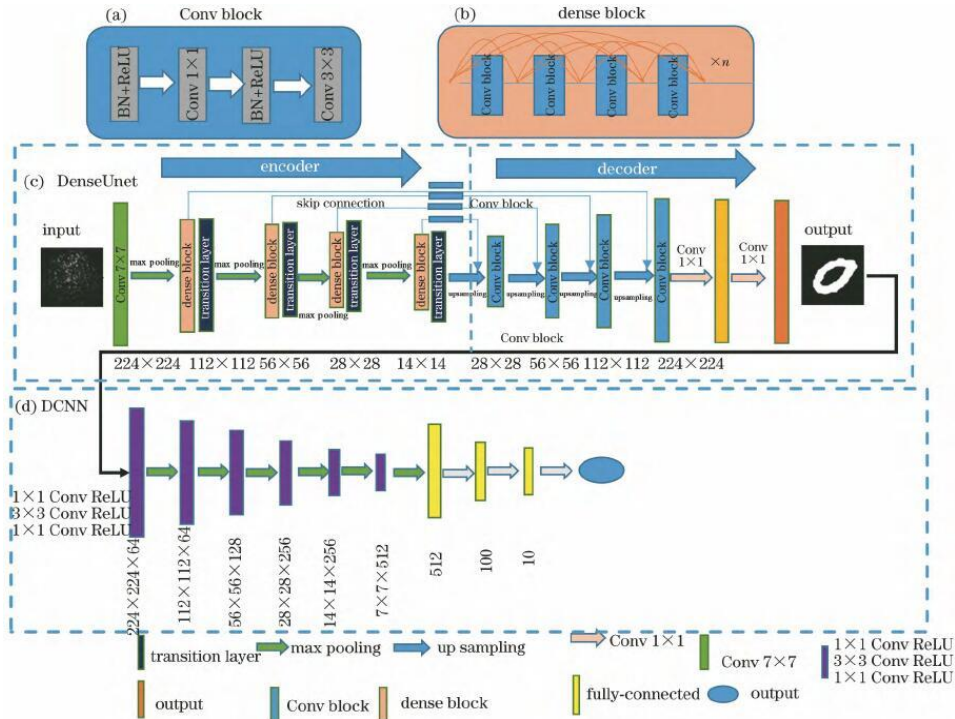 (a) Conv block
BN+ReLU
Conv 1×1
BN+ReLU
Conv 3×3
(b) dense block
Conv block
Conv block
Conv block
Conv block
×n
(c) DenseUnet
encoder
decoder
skip connection
Conv block
input
output
Conv 7×7
max pooling
dense block
transition layer
max pooling
dense block
transition layer
max pooling
dense block
transition layer
max pooling
dense block
transition layer
upsampling
Conv block
upsampling
Conv block
upsampling
Conv block
upsampling
Conv block
Conv
1×1
Conv
1×1
Conv block
224×224 112×112 56×56 28×28 14×14 28×28 56×56 112×112 224×224
(d) DCNN
1×1 Conv ReLU
3×3 Conv ReLU
1×1 Conv ReLU
224×224×64
112×112×64
56×56×128
28×28×256
14×14×256
7×7×512
512
100
10
transition layer
max pooling
up sampling
Conv 1×1
Conv 7×7
1×1 Conv ReLU
3×3 Conv ReLU
1×1 Conv ReLU
output
Conv block
dense block
fully-connected
output